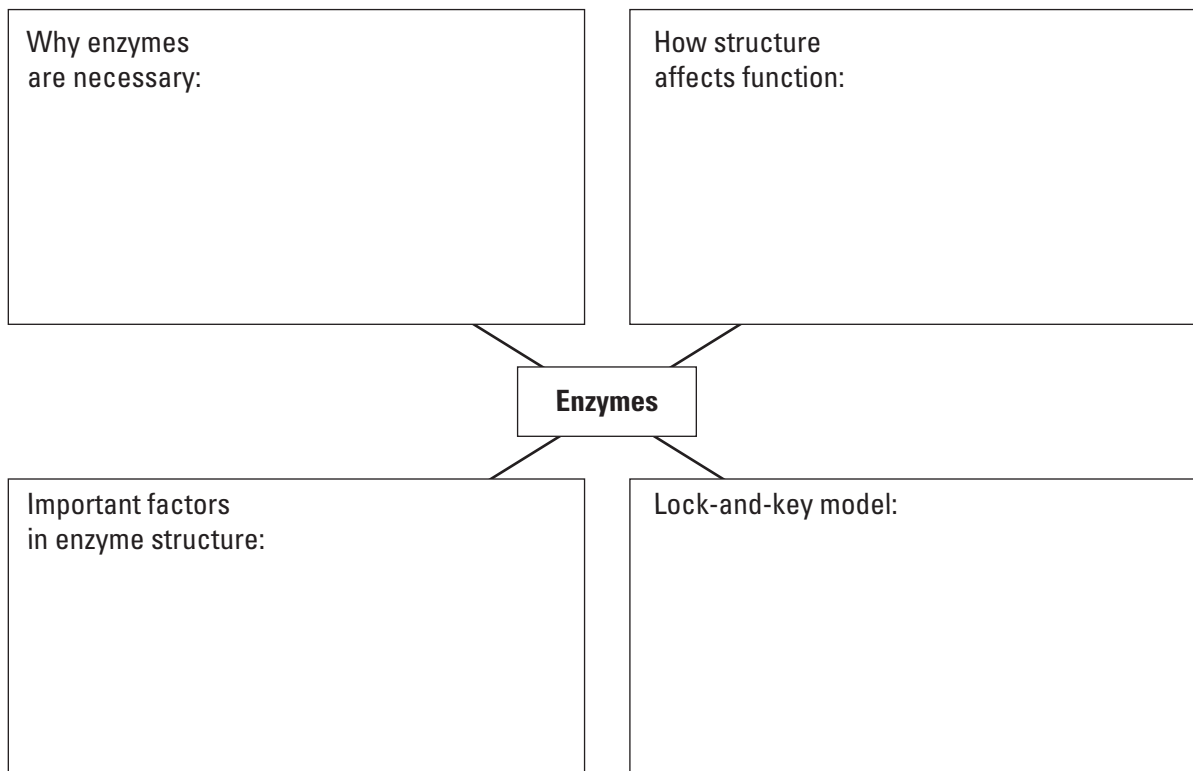 Why enzymes
are necessary:
How structure
affects function:
Enzymes
Important factors
in enzyme structure:
Lock-and-key model: